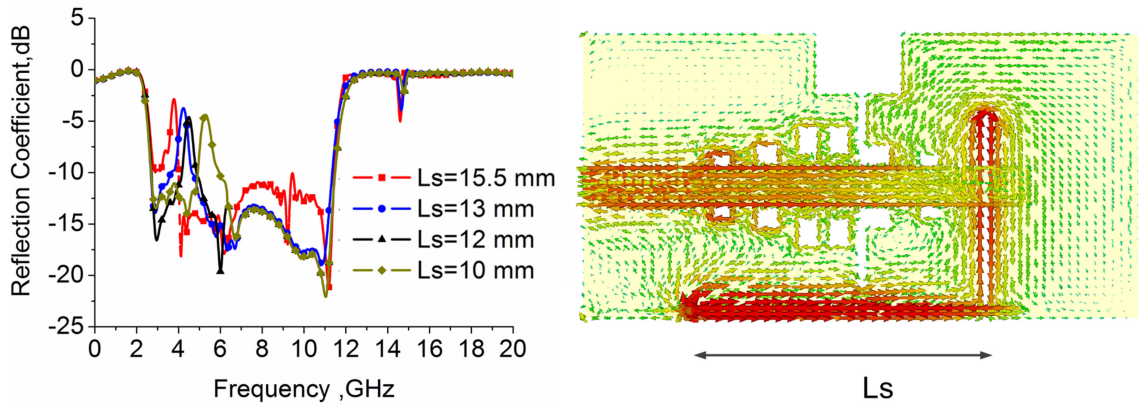 Reflection Coefficient,dB
5
0
-5
-10
-15
-20
-25
0 2 4 6 8 10 12 14 16 18 20
Frequency ,GHz
Ls=15.5 mm
Ls=13 mm
Ls=12 mm
Ls=10 mm
Ls